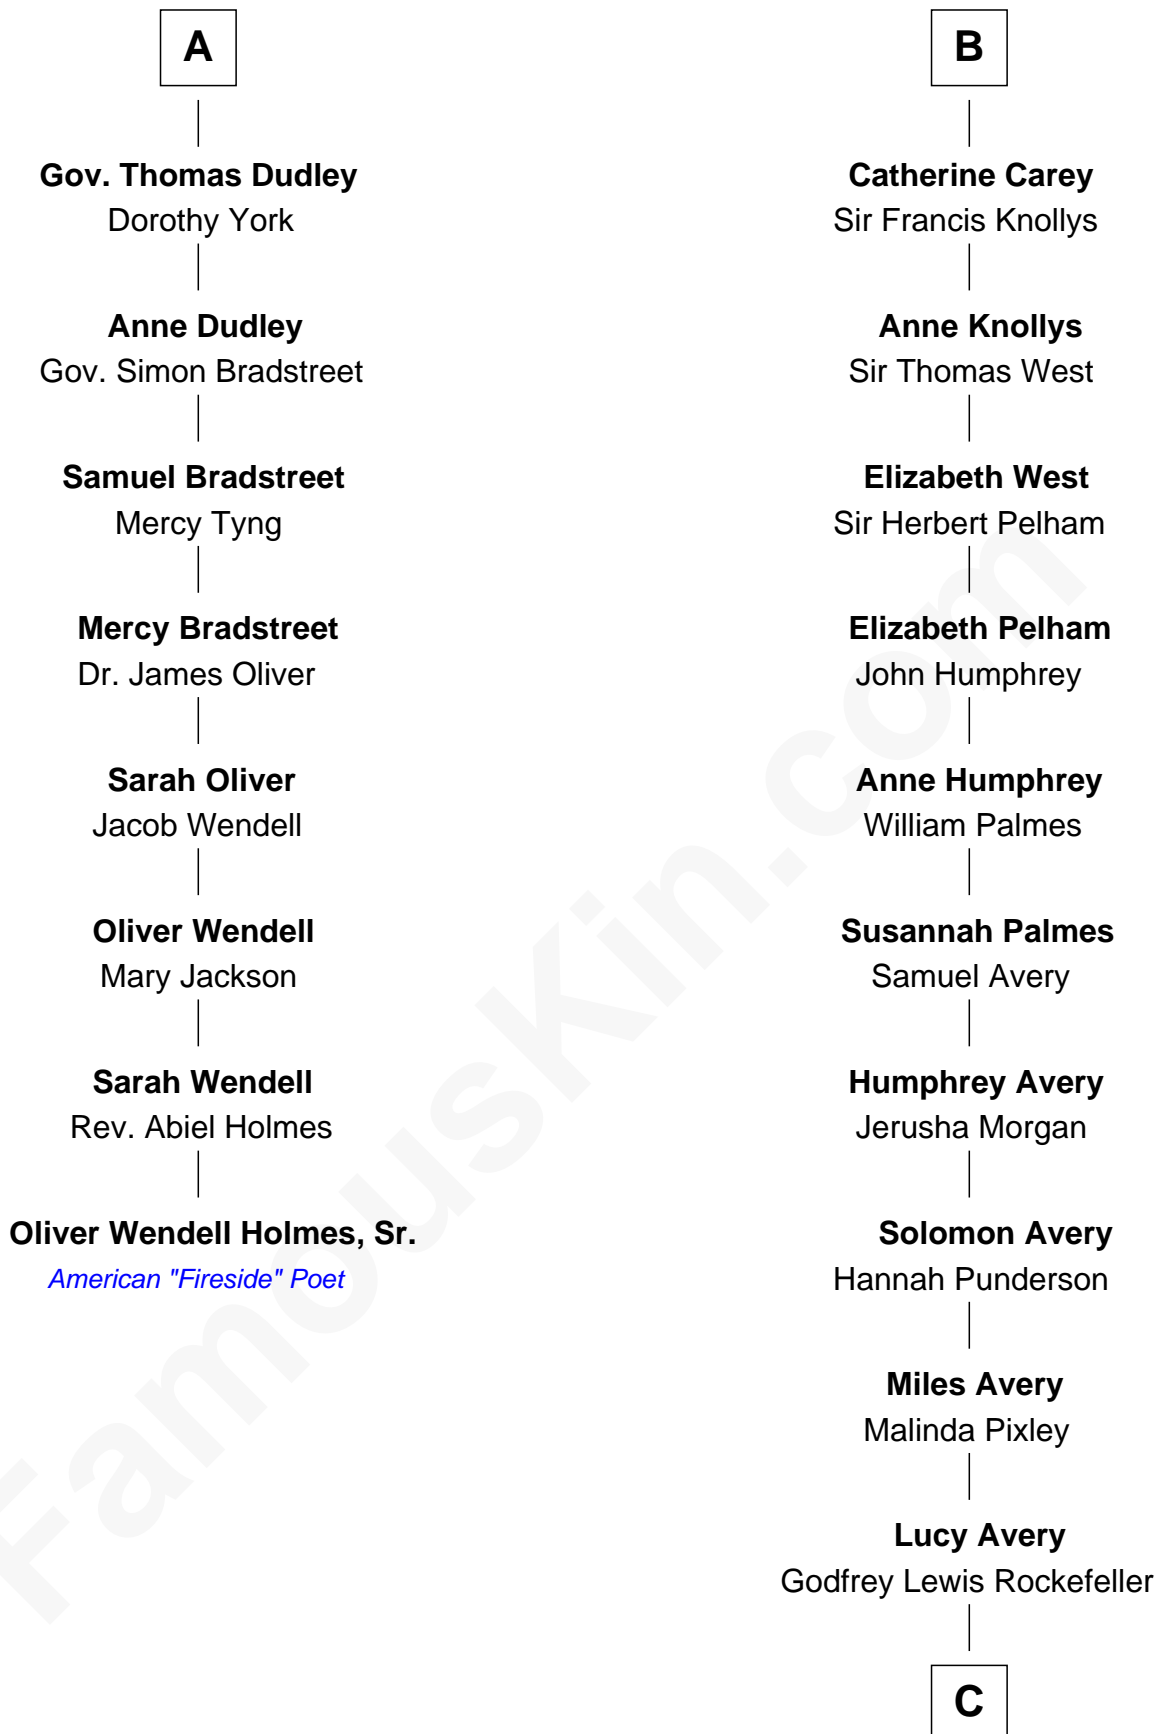 A
Gov. Thomas Dudley
Dorothy York
Anne Dudley
Gov. Simon Bradstreet
Samuel Bradstreet
Mercy Tyng
Mercy Bradstreet
Dr. James Oliver
Sarah Oliver
Jacob Wendell
Oliver Wendell
Mary Jackson
Sarah Wendell
Rev. Abiel Holmes
Oliver Wendell Holmes, Sr.
American "Fireside" Poet
B
Catherine Carey
Sir Francis Knollys
Anne Knollys
Sir Thomas West
Elizabeth West
Sir Herbert Pelham
Elizabeth Pelham
John Humphrey
Anne Humphrey
William Palmes
Susannah Palmes
Samuel Avery
Humphrey Avery
Jerusha Morgan
Solomon Avery
Hannah Punderson
Miles Avery
Malinda Pixley
Lucy Avery
Godfrey Lewis Rockefeller
C
FamousKin.com